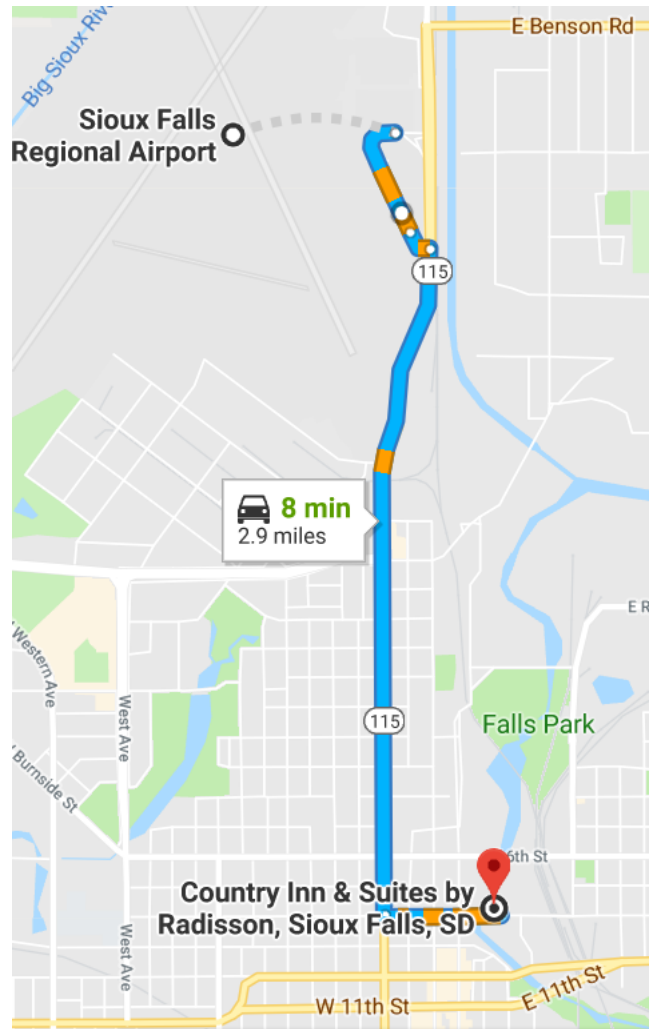 E Benson Rd
Big Sioux Rive
Sioux Falls
Regional Airport
115
8 min
2.9 miles
E R
Western Ave
West Ave
115
Falls Park
Burnside St
6th St
Country Inn & Suites by
Radisson, Sioux Falls, SD
West Ave
E 11th St
W 11th St